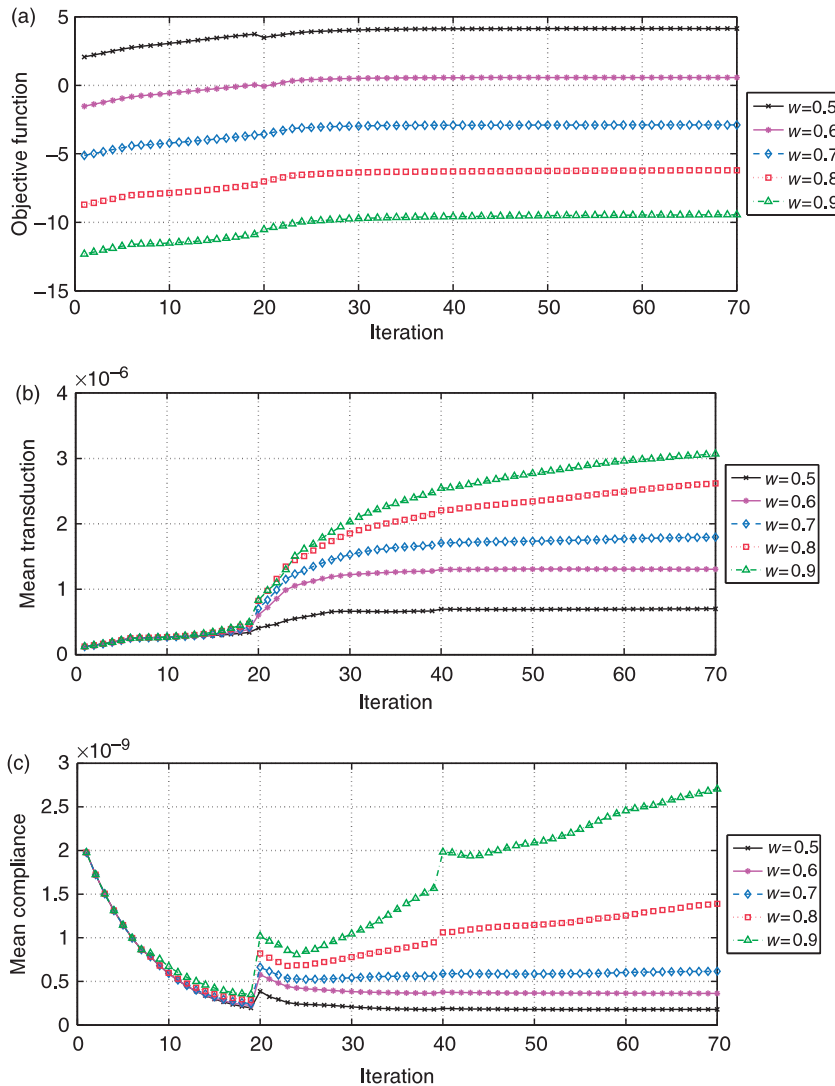 (a)
5
0
−5
−10
−15
Objective function
0 10 20 30 40 50 60 70
Iteration
w=0.5
w=0.6
w=0.7
w=0.8
w=0.9
(b)
×10−6
4
3
2
1
0
Mean transduction
0 10 20 30 40 50 60 70
Iteration
w=0.5
w=0.6
w=0.7
w=0.8
w=0.9
(c)
×10−9
3
2.5
2
1.5
1
0.5
0
Mean compliance
0 10 20 30 40 50 60 70
Iteration
w=0.5
w=0.6
w=0.7
w=0.8
w=0.9